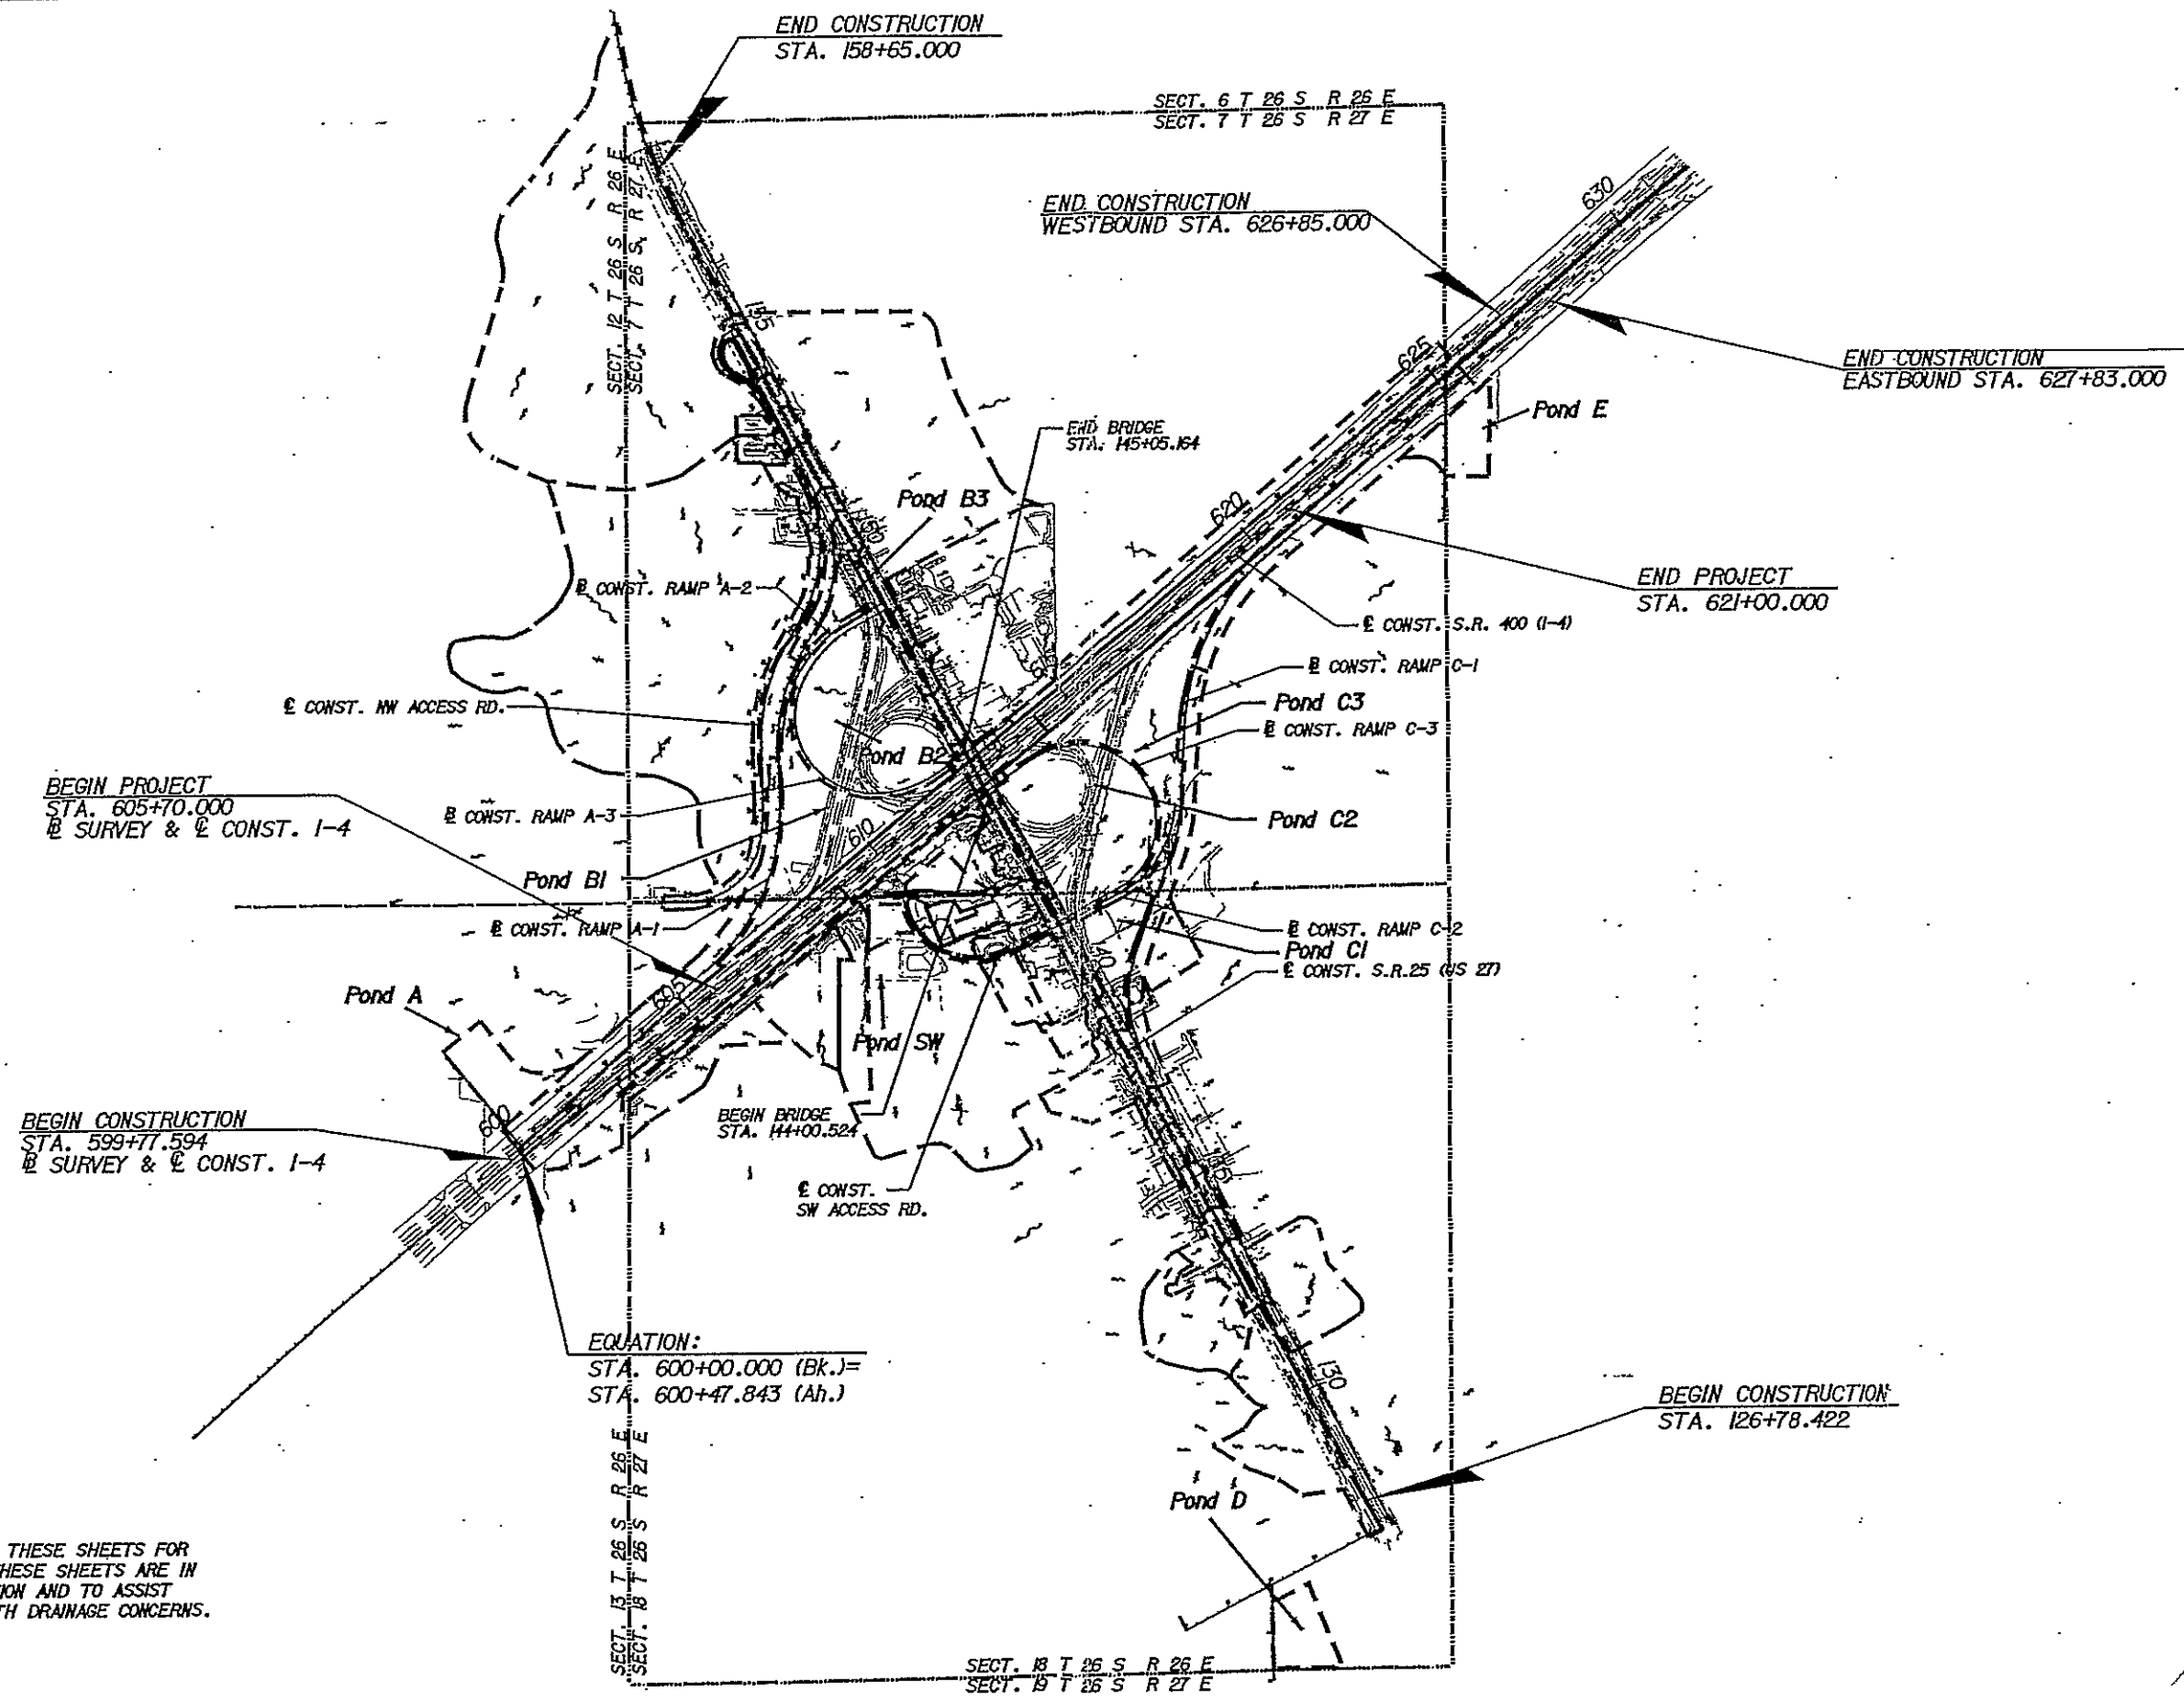 END CONSTRUCTION
STA. 158+65.000
SECT. 6 T 26 S R 26 E
SECT. 7 T 26 S R 27 E
SECT. 12 T 26 S R 26 E
SECT. 7 T 26 S, R 27 E
END CONSTRUCTION
WESTBOUND STA. 626+85.000
630
155
625
END CONSTRUCTION
EASTBOUND STA. 627+83.000
Pond E
END BRIDGE
STA. 145+05.164
Pond B3
620
END PROJECT
STA. 621+00.000
℄ CONST. RAMP A-2
℄ CONST. S.R. 400 (I-4)
℄ CONST. RAMP C-1
615
Pond C3
℄ CONST. NW ACCESS RD.
℄ CONST. RAMP C-3
Pond B2
BEGIN PROJECT
STA. 605+70.000
℄ SURVEY & ℄ CONST. I-4
℄ CONST. RAMP A-3
Pond C2
610
Pond B1
℄ CONST. RAMP A-1
℄ CONST. RAMP C-2
Pond C1
℄ CONST. S.R.25 (US 27)
605
Pond A
Pond SW
BEGIN CONSTRUCTION
STA. 599+77.594
℄ SURVEY & ℄ CONST. I-4
600
BEGIN BRIDGE
STA. 144+00.524
℄ CONST.
SW ACCESS RD.
EQUATION:
STA. 600+00.000 (Bk.)=
STA. 600+47.843 (Ah.)
130
BEGIN CONSTRUCTION
STA. 126+78.422
Pond D
SECT. 13 T 26 S R 26 E
SECT. 18 T 26 S R 27 E
THESE SHEETS FOR
THESE SHEETS ARE IN
ION AND TO ASSIST
TH DRAINAGE CONCERNS.
SECT. 18 T 26 S R 26 E
SECT. 19 T 26 S R 27 E